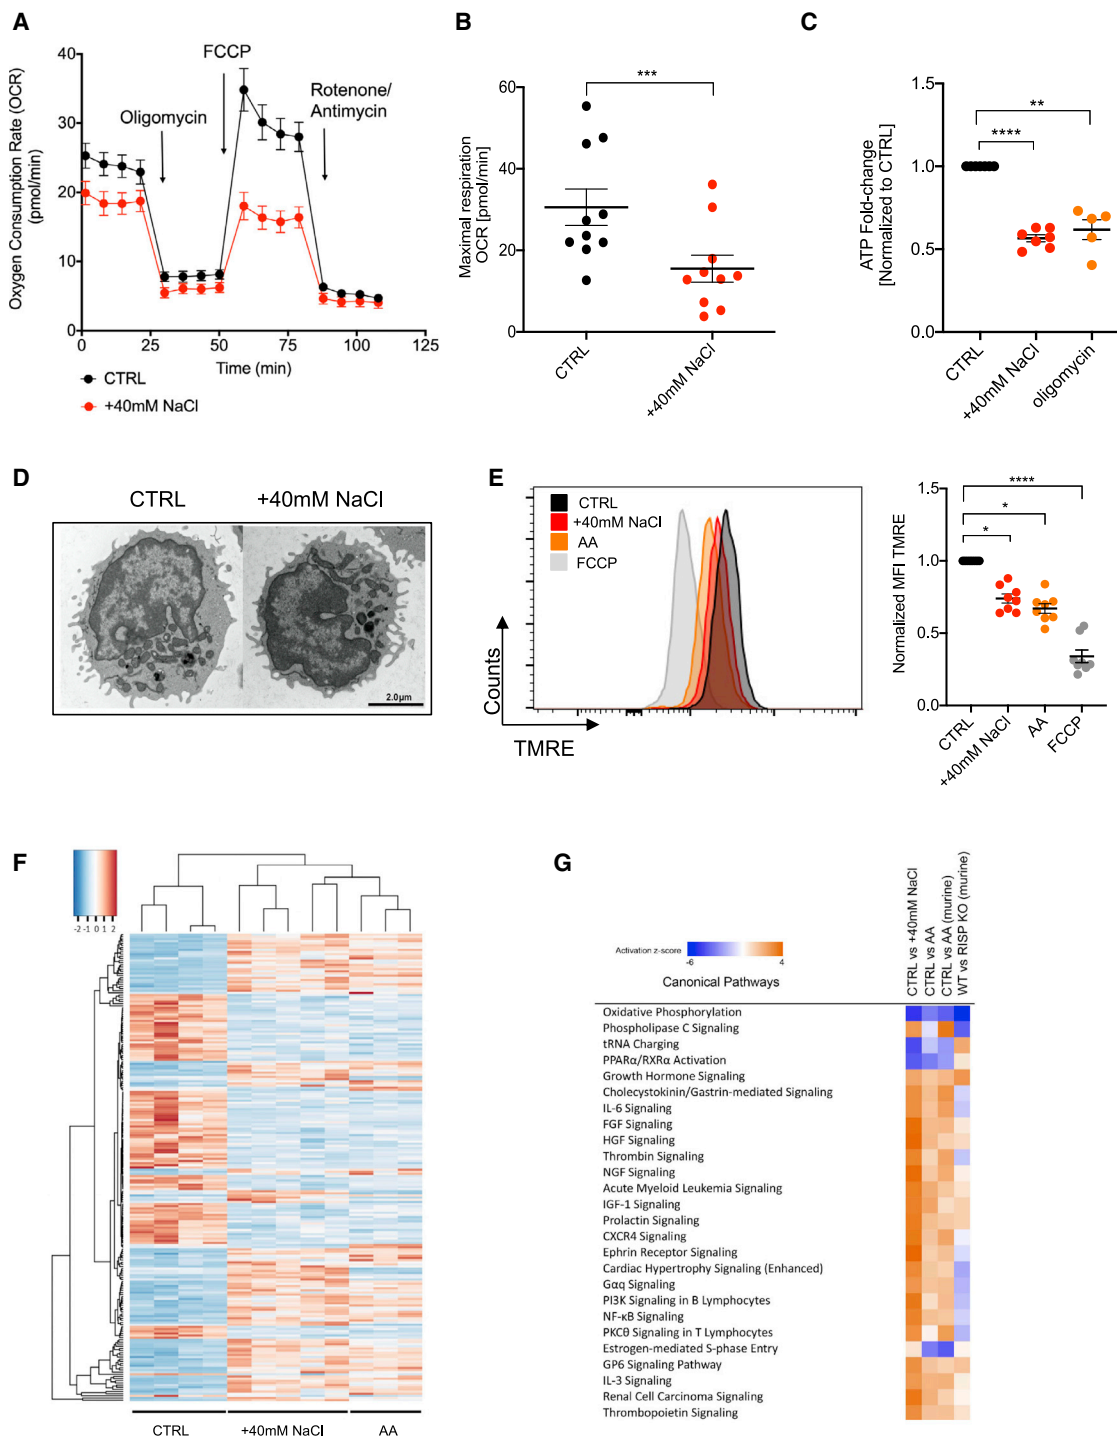 A
Oxygen Consumption Rate (OCR)
(pmol/min)
40
30
20
10
0
0
25
50
75
100
125
Time (min)
Oligomycin
FCCP
Rotenone/
Antimycin
CTRL
+40mM NaCl
B
Maximal respiration
OCR [pmol/min]
60
40
20
0
***
CTRL
+40mM NaCl
C
ATP Fold-change
[Normalized to CTRL]
1.5
1.0
0.5
0.0
**
****
CTRL
+40mM NaCl
oligomycin
D
CTRL
+40mM NaCl
2.0µm
E
CTRL
+40mM NaCl
AA
FCCP
Counts
TMRE
Normalized MFI TMRE
1.5
1.0
0.5
0.0
****
*
*
CTRL
+40mM NaCl
AA
FCCP
F
-2 -1 0 1 2
CTRL
+40mM NaCl
AA
G
Activation z-score
-6
4
Canonical Pathways
CTRL vs +40mM NaCl
CTRL vs AA
CTRL vs AA (murine)
WT vs RISP KO (murine)
Oxidative Phosphorylation
Phospholipase C Signaling
tRNA Charging
PPARα/RXRα Activation
Growth Hormone Signaling
Cholecystokinin/Gastrin-mediated Signaling
IL-6 Signaling
FGF Signaling
HGF Signaling
Thrombin Signaling
NGF Signaling
Acute Myeloid Leukemia Signaling
IGF-1 Signaling
Prolactin Signaling
CXCR4 Signaling
Ephrin Receptor Signaling
Cardiac Hypertrophy Signaling (Enhanced)
Gαq Signaling
PI3K Signaling in B Lymphocytes
NF-κB Signaling
PKCθ Signaling in T Lymphocytes
Estrogen-mediated S-phase Entry
GP6 Signaling Pathway
IL-3 Signaling
Renal Cell Carcinoma Signaling
Thrombopoietin Signaling